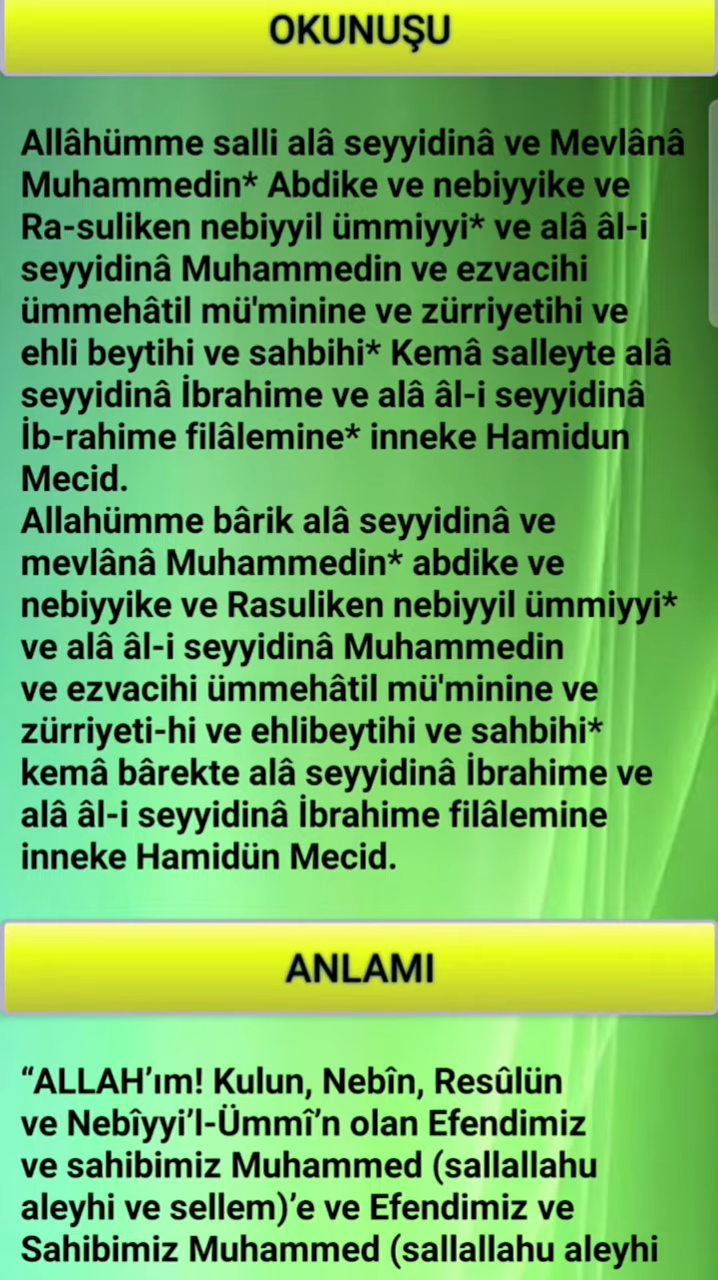 OKUNUŞU
Allâhümme salli alâ seyyidinâ ve Mevlânâ
Muhammedin* Abdike ve nebiyyike ve
Ra-suliken nebiyyil ümmiyyi* ve alâ âl-i
seyyidinâ Muhammedin ve ezvacihi
ümmehâtil mü'minine ve zürriyetihi ve
ehli beytihi ve sahbihi* Kemâ salleyte alâ
seyyidinâ İbrahime ve alâ âl-i seyyidinâ
İb-rahime filâlemine* inneke Hamidun
Mecid.
Allahümme bârik alâ seyyidinâ ve
mevlânâ Muhammedin* abdike ve
nebiyyike ve Rasuliken nebiyyil ümmiyyi*
ve alâ âl-i seyyidinâ Muhammedin
ve ezvacihi ümmehâtil mü'minine ve
zürriyeti-hi ve ehlibeytihi ve sahbihi*
kemâ bârekte alâ seyyidinâ İbrahime ve
alâ âl-i seyyidinâ İbrahime filâlemine
inneke Hamidün Mecid.
ANLAMI
“ALLAH’ım! Kulun, Nebîn, Resûlün
ve Nebîyyi’l-Ümmî’n olan Efendimiz
ve sahibimiz Muhammed (sallallahu
aleyhi ve sellem)’e ve Efendimiz ve
Sahibimiz Muhammed (sallallahu aleyhi